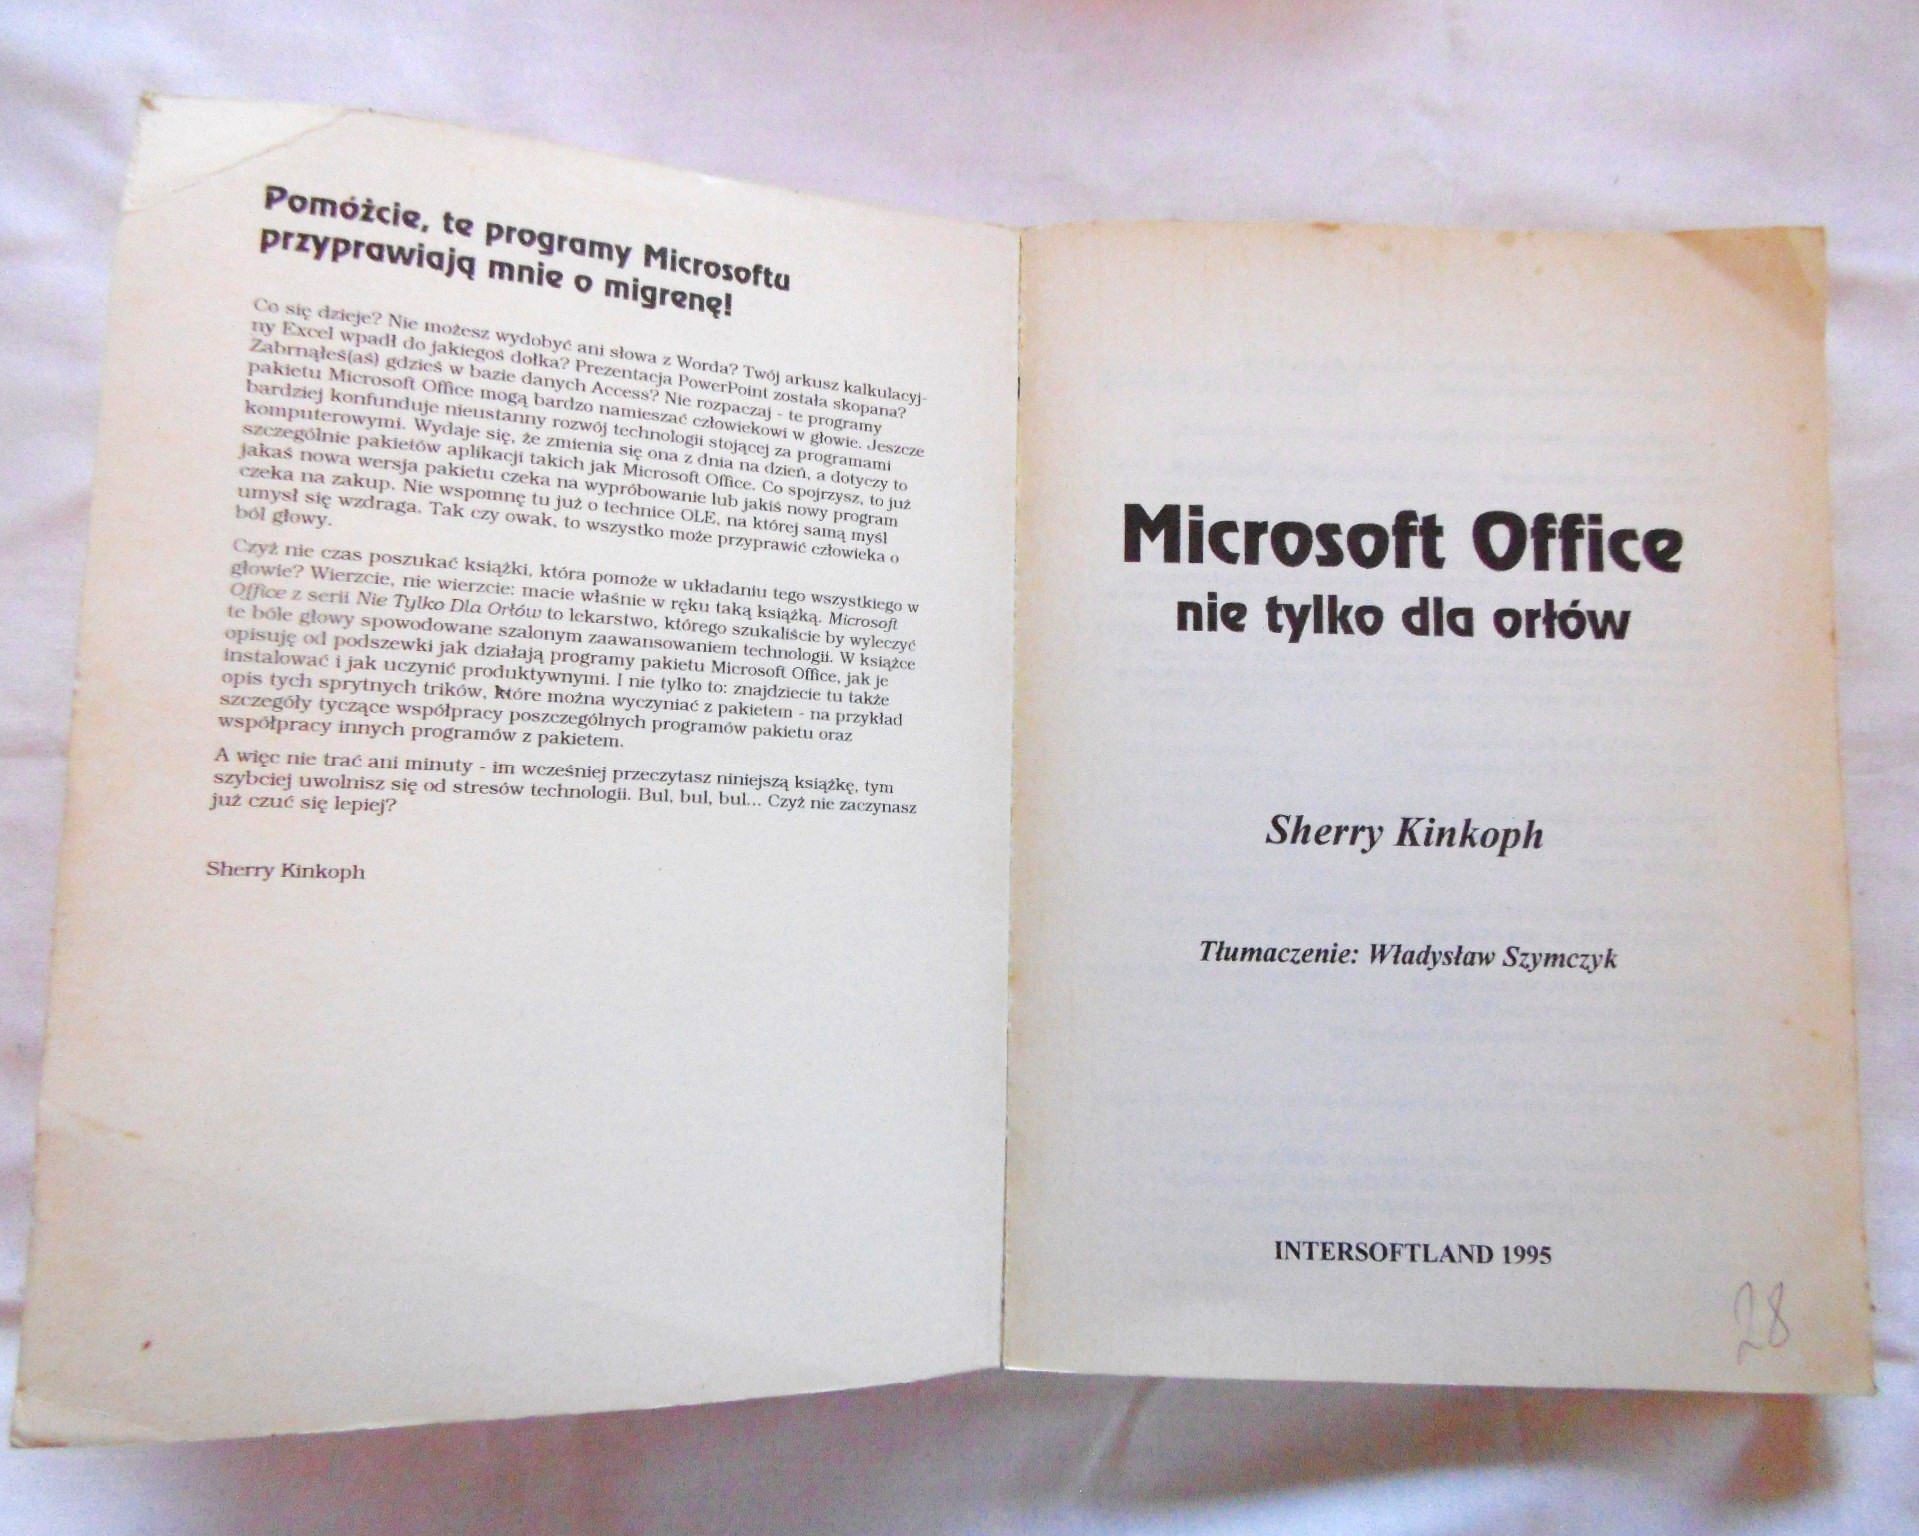 Pomóżcie, te programy Microsoftu
przyprawiają mnie o migrenę!
Co się dzieje? Nie możesz wydobyć ani słowa z Worda? Twój arkusz kalkulacyj-
ny Excel wpadł do jakiegoś dołka? Prezentacja PowerPoint została skopana?
Zabrnąłeś(aś) gdzieś w bazie danych Access? Nie rozpaczaj - te programy
pakietu Microsoft Office mogą bardzo namieszać człowiekowi w głowie. Jeszcze
bardziej konfunduje nieustanny rozwój technologii stojącej za programami
komputerowymi. Wydaje się, że zmienia się ona z dnia na dzień, a dotyczy to
szczególnie pakietów aplikacji takich jak Microsoft Office. Co spojrzysz, to już
jakaś nowa wersja pakietu czeka na wypróbowanie lub jakiś nowy program
czeka na zakup. Nie wspomnę tu już o technice OLE, na której samą myśl
umysł się wzdraga. Tak czy owak, to wszystko może przyprawić człowieka o
ból głowy.
Czyż nie czas poszukać książki, która pomoże w układaniu tego wszystkiego w
głowie? Wierzcie, nie wierzcie: macie właśnie w ręku taką książką. Microsoft
Office z serii Nie Tylko Dla Orłów to lekarstwo, którego szukaliście by wyleczyć
te bóle głowy spowodowane szalonym zaawansowaniem technologii. W książce
opisuję od podszewki jak działają programy pakietu Microsoft Office, jak je
instalować i jak uczynić produktywnymi. I nie tylko to: znajdziecie tu także
opis tych sprytnych trików, które można wyczyniać z pakietem - na przykład
szczegóły tyczące współpracy poszczególnych programów pakietu oraz
współpracy innych programów z pakietem.
A więc nie trać ani minuty - im wcześniej przeczytasz niniejszą książkę, tym
szybciej uwolnisz się od stresów technologii. Bul, bul, bul... Czyż nie zaczynasz
już czuć się lepiej?
Sherry Kinkoph
Microsoft Office
nie tylko dla orłów
Sherry Kinkoph
Tłumaczenie: Władysław Szymczyk
INTERSOFTLAND 1995
28